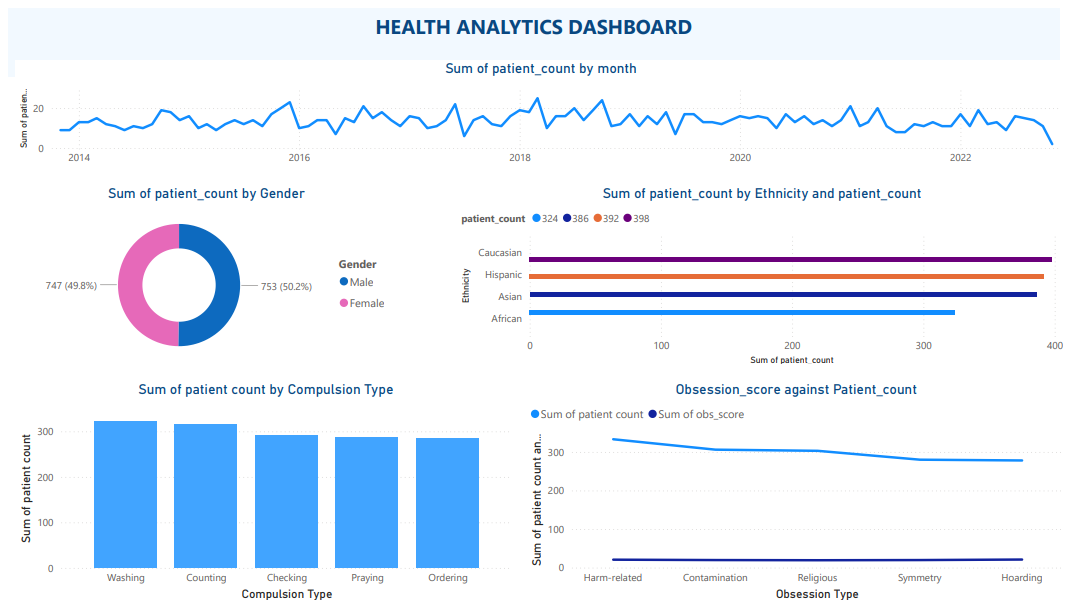 HEALTH ANALYTICS DASHBOARD
Sum of patient_count by month
Sum of patien...
20
0
2014 2016 2018 2020 2022
Sum of patient_count by Gender
747 (49.8%)
753 (50.2%)
Gender
Male
Female
Sum of patient_count by Ethnicity and patient_count
patient_count 324 386 392 398
Ethnicity
Caucasian
Hispanic
Asian
African
0 100 200 300 400
Sum of patient_count
Sum of patient count by Compulsion Type
Sum of patient count
300
200
100
0
Washing Counting Checking Praying Ordering
Compulsion Type
Obsession_score against Patient_count
Sum of patient count Sum of obs_score
Sum of patient count an...
300
200
100
0
Harm-related Contamination Religious Symmetry Hoarding
Obsession Type